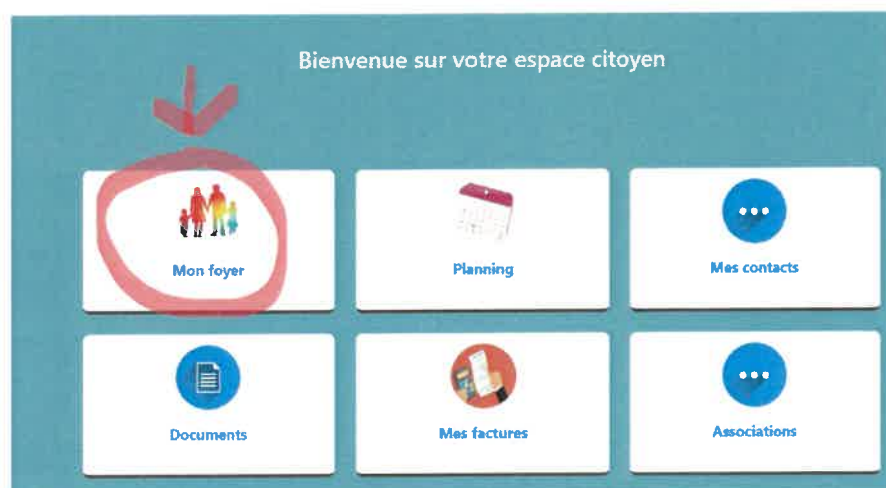 Bienvenue sur votre espace citoyen
Mon foyer
Planning
Mes contacts
Documents
Mes factures
Associations